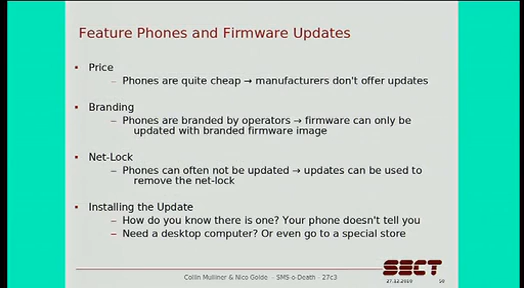 Feature Phones and Firmware Updates
Price
– Phones are quite cheap → manufacturers don't offer updates
Branding
– Phones are branded by operators → firmware can only be
updated with branded firmware image
Net-Lock
– Phones can often not be updated → updates can be used to
remove the net-lock
Installing the Update
– How do you know there is one? Your phone doesn't tell you
– Need a desktop computer? Or even go to a special store
SECT
Collin Mulliner & Nico Golde - SMS-o-Death - 27c3
27.12.2010
50